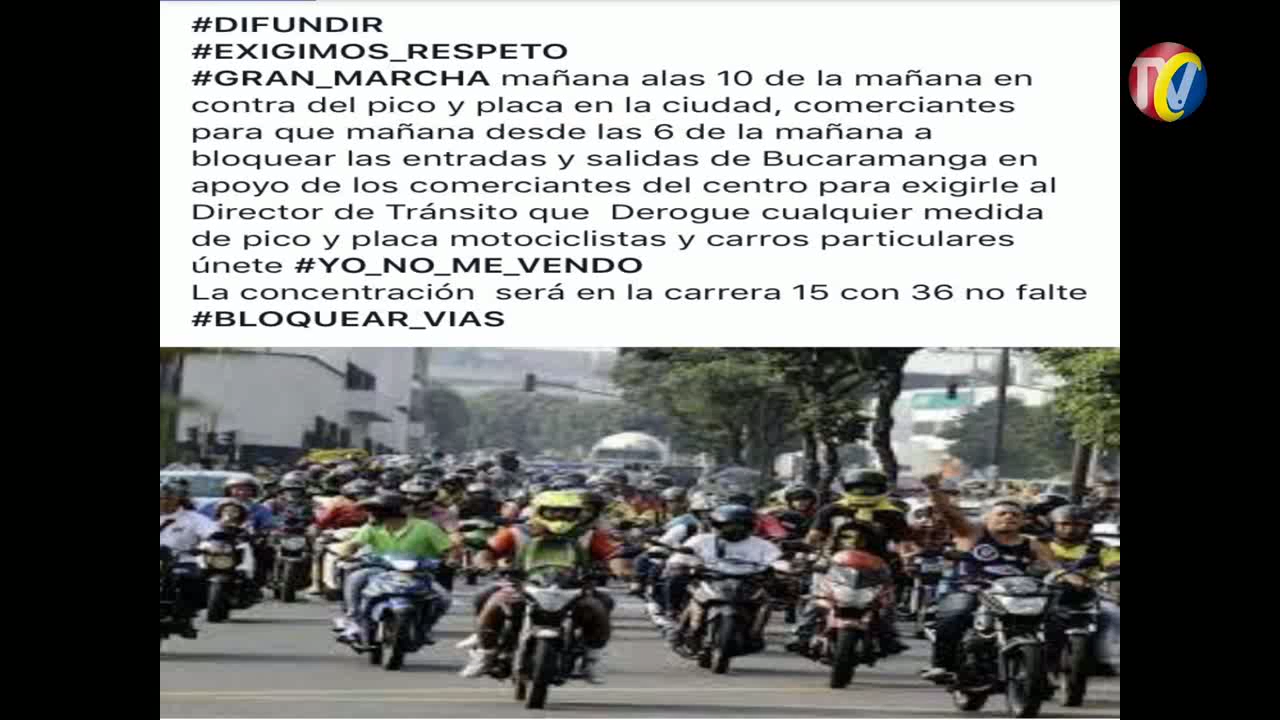 #DIFUNDIR
#EXIGIMOS_RESPETO
#GRAN_MARCHA mañana alas 10 de la mañana en
contra del pico y placa en la ciudad, comerciantes
para que mañana desde las 6 de la mañana a
bloquear las entradas y salidas de Bucaramanga en
apoyo de los comerciantes del centro para exigirle al
Director de Tránsito que  Derogue cualquier medida
de pico y placa motociclistas y carros particulares
únete #YO_NO_ME_VENDO
La concentración  será en la carrera 15 con 36 no falte
#BLOQUEAR_VIAS
TVC